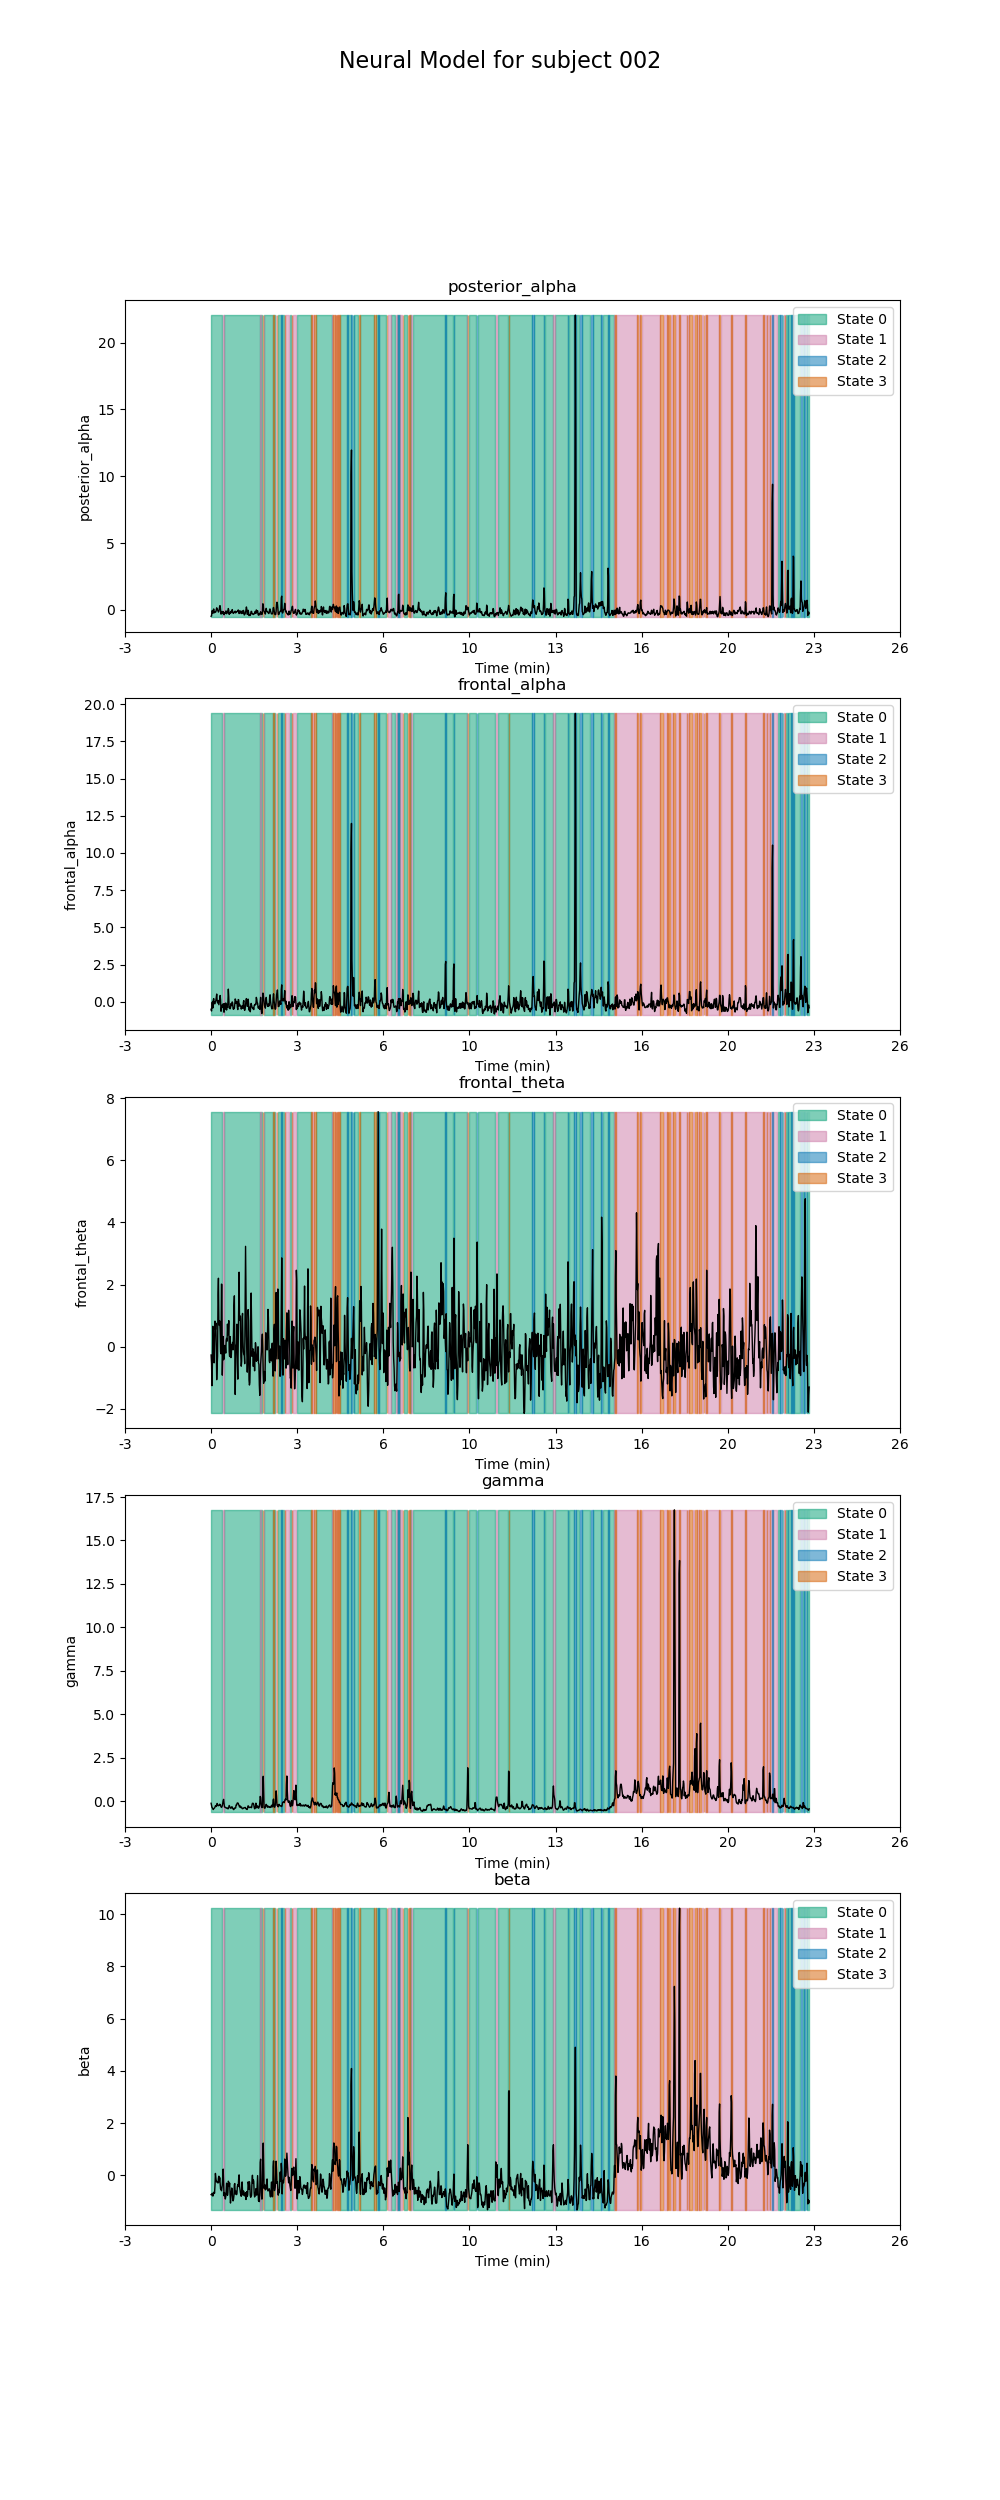 Neural Model for subject 002
posterior_alpha
20
15
10
5
0
posterior_alpha
State 0
State 1
State 2
State 3
-3 0 3 6 10 13 16 20 23 26
Time (min)
frontal_alpha
20.0
17.5
15.0
12.5
10.0
7.5
5.0
2.5
0.0
frontal_alpha
State 0
State 1
State 2
State 3
-3 0 3 6 10 13 16 20 23 26
Time (min)
frontal_theta
8
6
4
2
0
−2
frontal_theta
State 0
State 1
State 2
State 3
-3 0 3 6 10 13 16 20 23 26
Time (min)
gamma
17.5
15.0
12.5
10.0
7.5
5.0
2.5
0.0
gamma
State 0
State 1
State 2
State 3
-3 0 3 6 10 13 16 20 23 26
Time (min)
beta
10
8
6
4
2
0
beta
State 0
State 1
State 2
State 3
-3 0 3 6 10 13 16 20 23 26
Time (min)